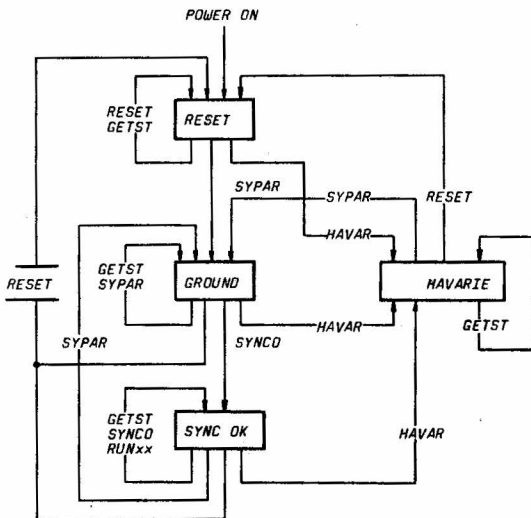 POWER ON
RESET
GETST
RESET
SYPAR
SYPAR
RESET
HAVAR
RESET
GETST
SYPAR
GROUND
HAVARIE
HAVAR
GETST
SYPAR
SYNCO
GETST
SYNCO
RUNxx
SYNC OK
HAVAR